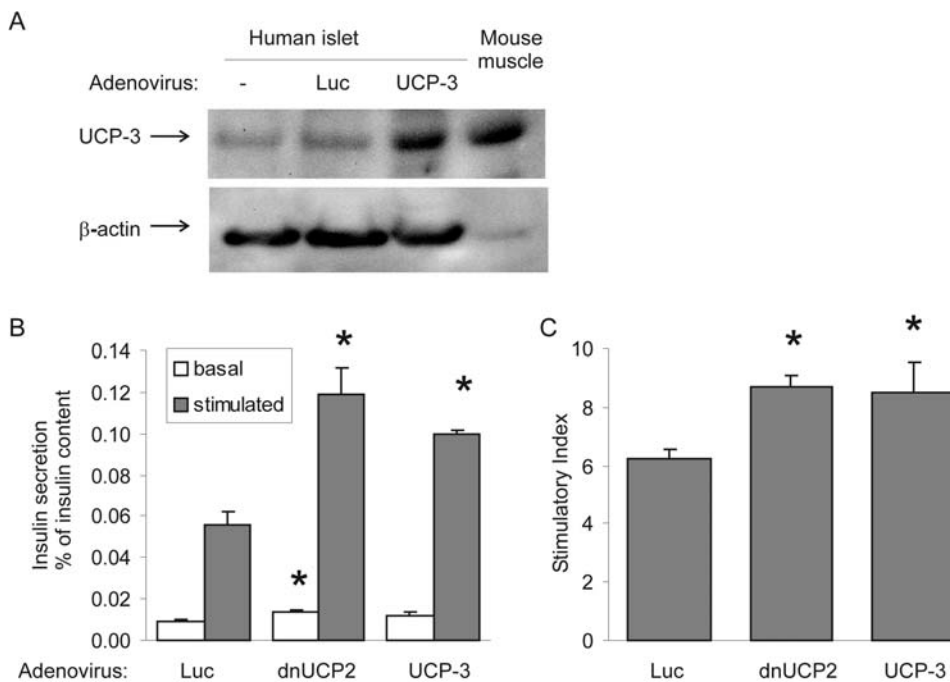 A
Human islet
Mouse
muscle
Adenovirus: - Luc UCP-3
UCP-3
β-actin
B
0.14
0.12
0.10
0.08
0.06
0.04
0.02
0.00
Insulin secretion
% of insulin content
basal
stimulated
*
*
*
Adenovirus: Luc dnUCP2 UCP-3
C
10
8
6
4
2
0
Stimulatory Index
* *
Luc dnUCP2 UCP-3